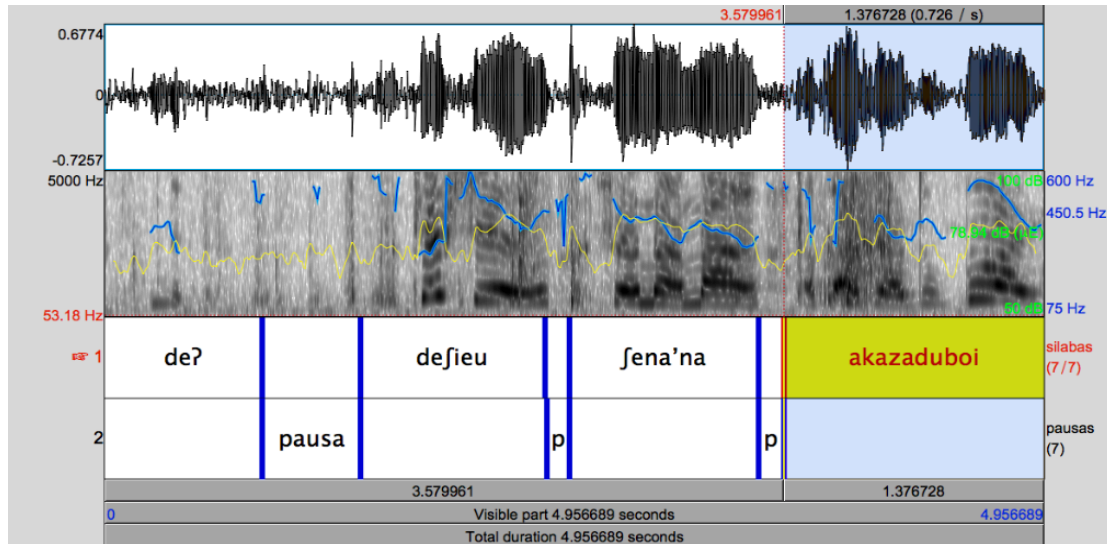 3.579961 1.376728 (0.726 / s)
0.6774
0
-0.7257
5000 Hz 100 dB 600 Hz
450.5 Hz
78.84 dB (µE)
53.18 Hz 50 dB 75 Hz
☞ 1 deʔ deʃieu ʃena'na akazaduboi silabas
(7/7)
2 pausa p p pausas
(7)
3.579961 1.376728
0 Visible part 4.956689 seconds 4.956689
Total duration 4.956689 seconds